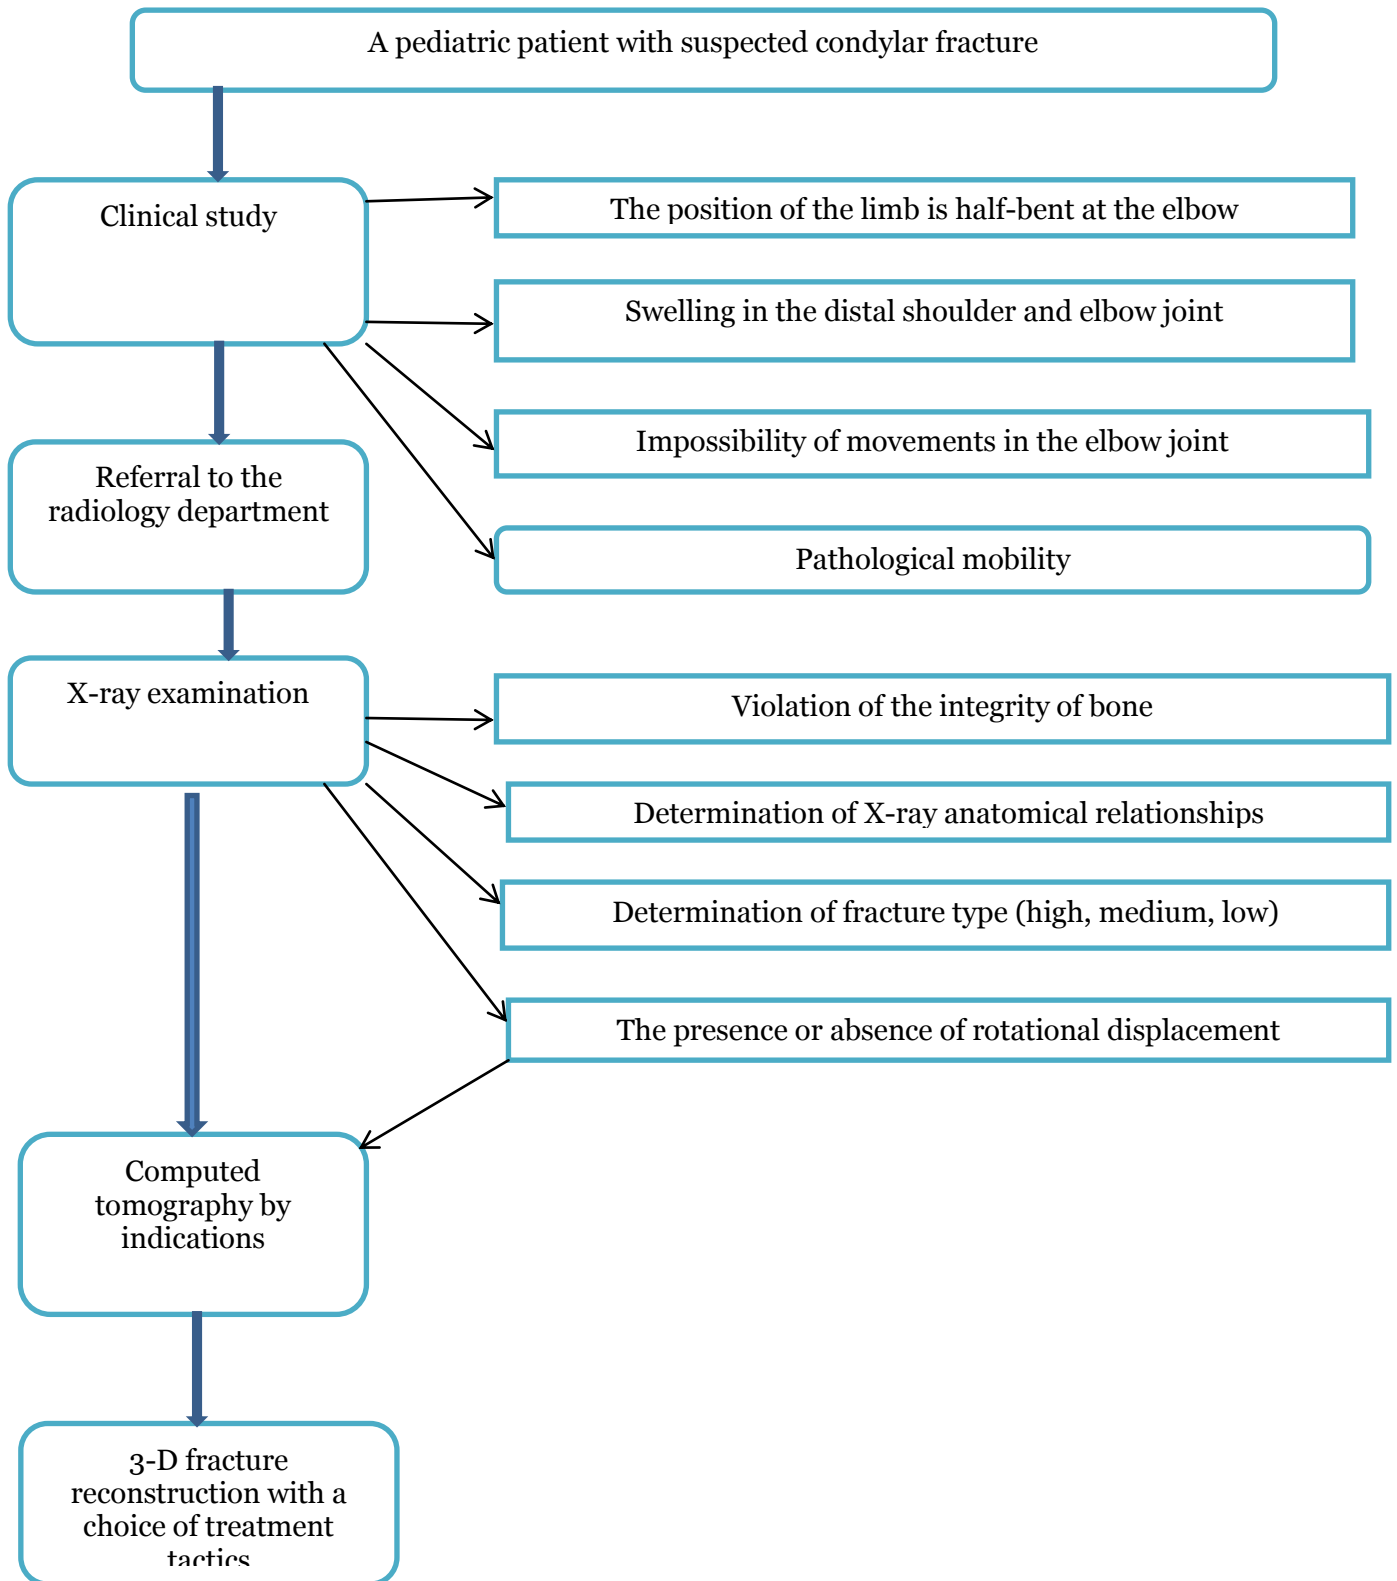 A pediatric patient with suspected condylar fracture
Clinical study
The position of the limb is half-bent at the elbow
Swelling in the distal shoulder and elbow joint
Impossibility of movements in the elbow joint
Pathological mobility
Referral to the
radiology department
X-ray examination
Violation of the integrity of bone
Determination of X-ray anatomical relationships
Determination of fracture type (high, medium, low)
The presence or absence of rotational displacement
Computed
tomography by
indications
3-D fracture
reconstruction with a
choice of treatment
tactics